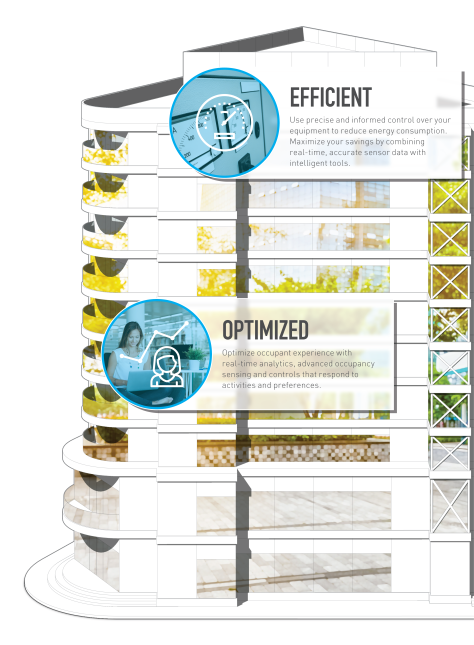 EFFICIENT
Use precise and informed control over your
equipment to reduce energy consumption.
Maximize your savings by combining
real-time, accurate sensor data with
intelligent tools.
OPTIMIZED
Optimize occupant experience with
real-time analytics, advanced occupancy
sensing and controls that respond to
activities and preferences.